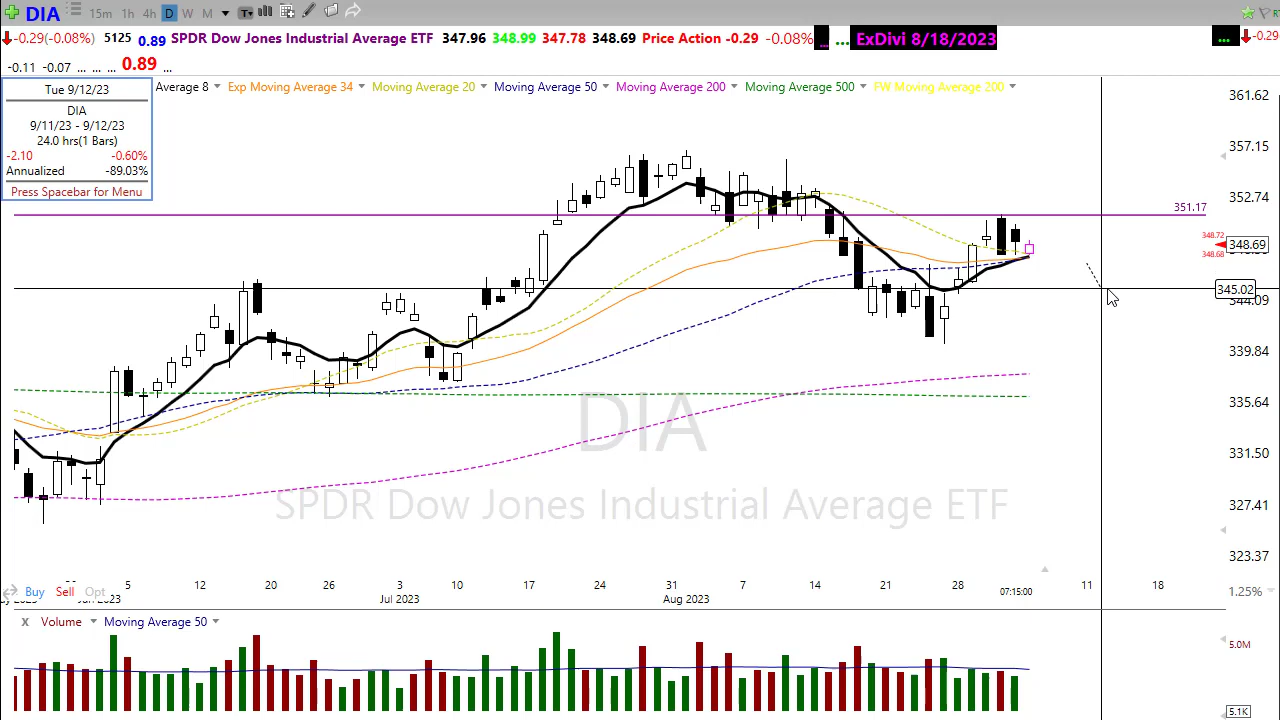 DIA 15m 1h 4h D W M
-0.29(-0.08%) 5125 0.89 SPDR Dow Jones Industrial Average ETF 347.96 348.99 347.78 348.69 Price Action -0.29 -0.08% ... ... ExDivi 8/18/2023 ... -0.29
-0.11 -0.07 ... ... ... 0.89 ...
Tue 9/12/23
DIA
9/11/23 - 9/12/23
24.0 hrs(1 Bars)
-2.10 -0.60%
Annualized -89.03%
Press Spacebar for Menu
Average 8 Exp Moving Average 34 Moving Average 20 Moving Average 50 Moving Average 200 Moving Average 500 FW Moving Average 200
361.62
357.15
352.74
351.17
348.72
348.69
348.68
345.02
344.09
339.84
335.64
331.50
327.41
323.37
DIA
SPDR Dow Jones Industrial Average ETF
5 12 20 26 3 10 17 24 31 7 14 21 28 11 18
Buy Sell Opt
07:15:00
1.25%
2023 Jul 2023 Aug 2023
X Volume Moving Average 50
5.0M
5.1K